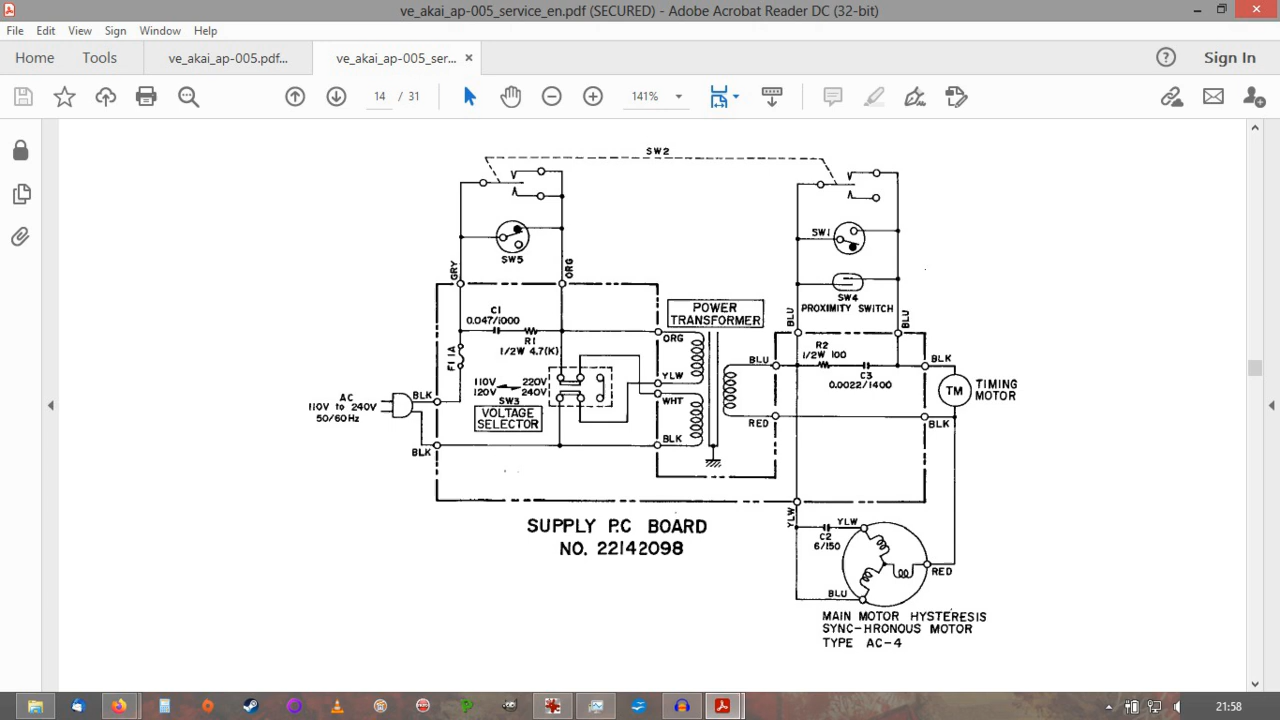 ve_akai_ap-005_service_en.pdf (SECURED) - Adobe Acrobat Reader DC (32-bit)
File Edit View Sign Window Help
Home Tools ve_akai_ap-005.pdf... ve_akai_ap-005_ser... ×
? Sign In
14 / 31
141%
SW2
SW5
SW1
SW4
PROXIMITY SWITCH
GRY
ORG
BLU
BLU
C1
0.047/1000
R1
1/2W 4.7(K)
F1 1A
POWER
TRANSFORMER
ORG
YLW
WHT
BLK
BLU
RED
R2
1/2W 100
C3
0.0022/1400
BLK
BLK
TM
TIMING
MOTOR
110V 220V
120V 240V
SW3
VOLTAGE
SELECTOR
AC
110V to 240V
50/60Hz
BLK
BLK
SUPPLY P.C BOARD
NO. 22142098
YLW
YLW
C2
6/150
BLU
RED
MAIN MOTOR HYSTERESIS
SYNC-HRONOUS MOTOR
TYPE AC-4
21:58